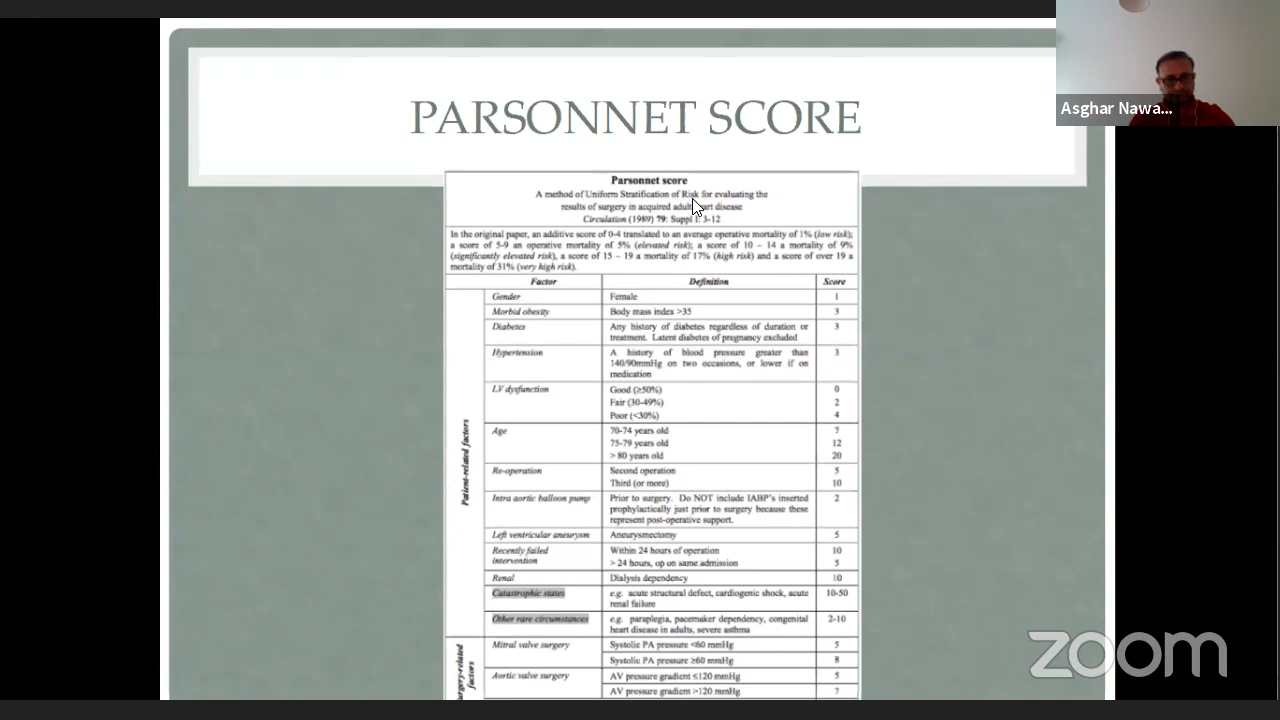 PARSONNET SCORE
Asghar Nawa...
Parsonnet score
A method of Uniform Stratification of Risk for evaluating the
results of surgery in acquired adult heart disease
Circulation (1989) 79: Suppl I: 3-12
In the original paper, an additive score of 0-4 translated to an average operative mortality of 1% (low risk);
a score of 5-9 an operative mortality of 5% (elevated risk); a score of 10 – 14 a mortality of 9%
(significantly elevated risk), a score of 15 – 19 a mortality of 17% (high risk) and a score of over 19 a
mortality of 31% (very high risk).
Factor Definition Score
Patient-related factors
Gender Female 1
Morbid obesity Body mass index >35 3
Diabetes Any history of diabetes regardless of duration or 3
treatment. Latent diabetes of pregnancy excluded
Hypertension A history of blood pressure greater than 3
140/90mmHg on two occasions, or lower if on
medication
LV dysfunction Good (≥50%) 0
Fair (30-49%) 2
Poor (<30%) 4
Age 70-74 years old 7
75-79 years old 12
> 80 years old 20
Re-operation Second operation 5
Third (or more) 10
Intra aortic balloon pump Prior to surgery. Do NOT include IABP's inserted 2
prophylactically just prior to surgery because these
represent post-operative support.
Left ventricular aneurysm Aneurysmectomy 5
Recently failed Within 24 hours of operation 10
intervention > 24 hours, op on same admission 5
Renal Dialysis dependency 10
Catastrophic states e.g. acute structural defect, cardiogenic shock, acute 10-50
renal failure
Other rare circumstances e.g. paraplegia, pacemaker dependency, congenital 2-10
heart disease in adults, severe asthma
factors
Mitral valve surgery Systolic PA pressure <60 mmHg 5
Systolic PA pressure ≥60 mmHg 8
Aortic valve surgery AV pressure gradient ≤120 mmHg 5
AV pressure gradient >120 mmHg 7
zoom